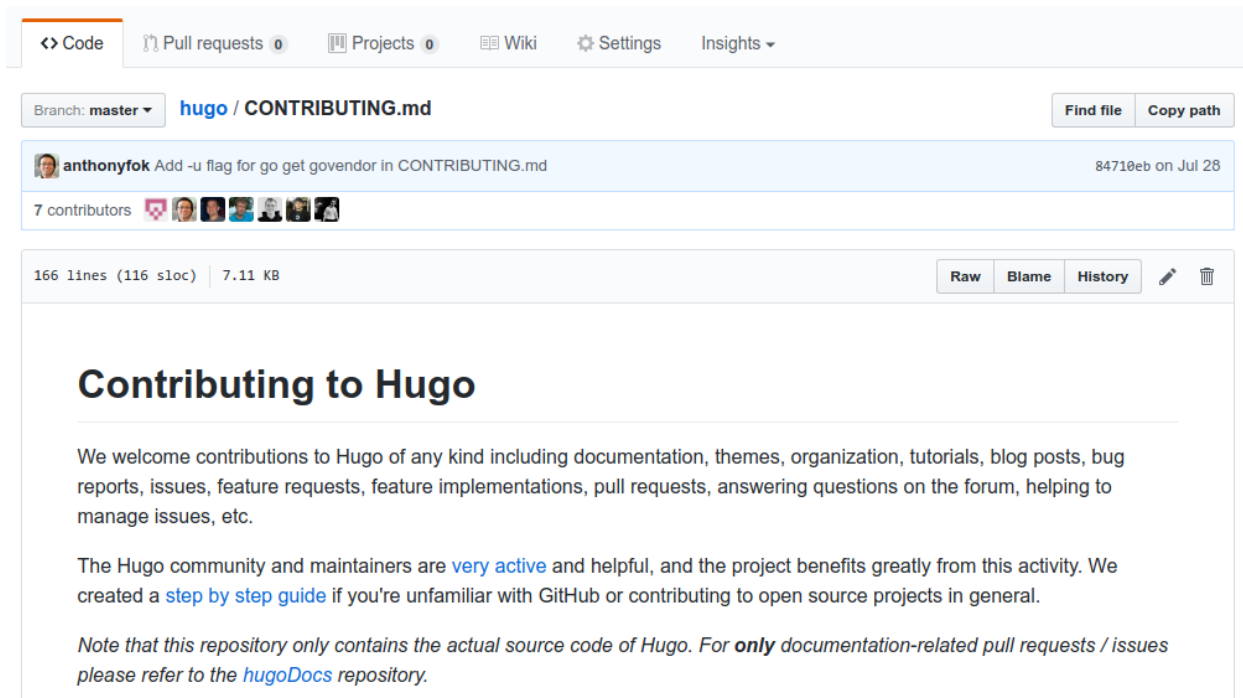 Code Pull requests 0 Projects 0 Wiki Settings Insights
Branch: master hugo / CONTRIBUTING.md Find file Copy path
anthonyfok Add -u flag for go get govendor in CONTRIBUTING.md 84710eb on Jul 28
7 contributors
166 lines (116 sloc) 7.11 KB Raw Blame History
Contributing to Hugo
We welcome contributions to Hugo of any kind including documentation, themes, organization, tutorials, blog posts, bug
reports, issues, feature requests, feature implementations, pull requests, answering questions on the forum, helping to
manage issues, etc.
The Hugo community and maintainers are very active and helpful, and the project benefits greatly from this activity. We
created a step by step guide if you're unfamiliar with GitHub or contributing to open source projects in general.
Note that this repository only contains the actual source code of Hugo. For only documentation-related pull requests / issues
please refer to the hugoDocs repository.